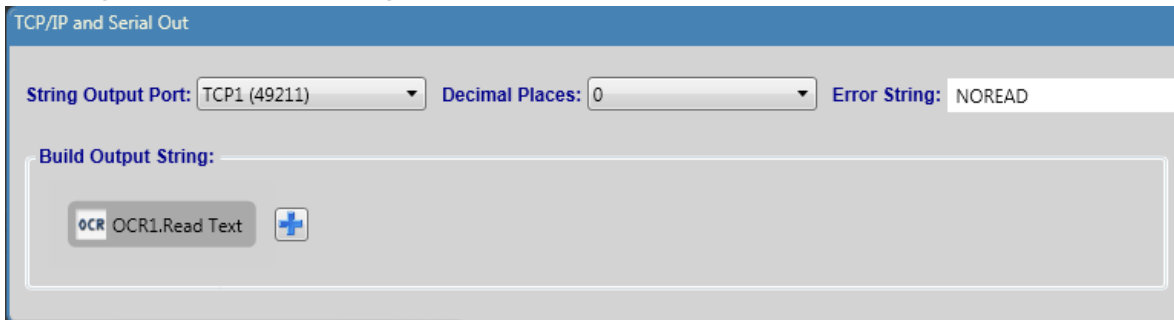 TCP/IP and Serial Out
String Output Port: TCP1 (49211) Decimal Places: 0 Error String: NOREAD
Build Output String:
OCR OCR1.Read Text